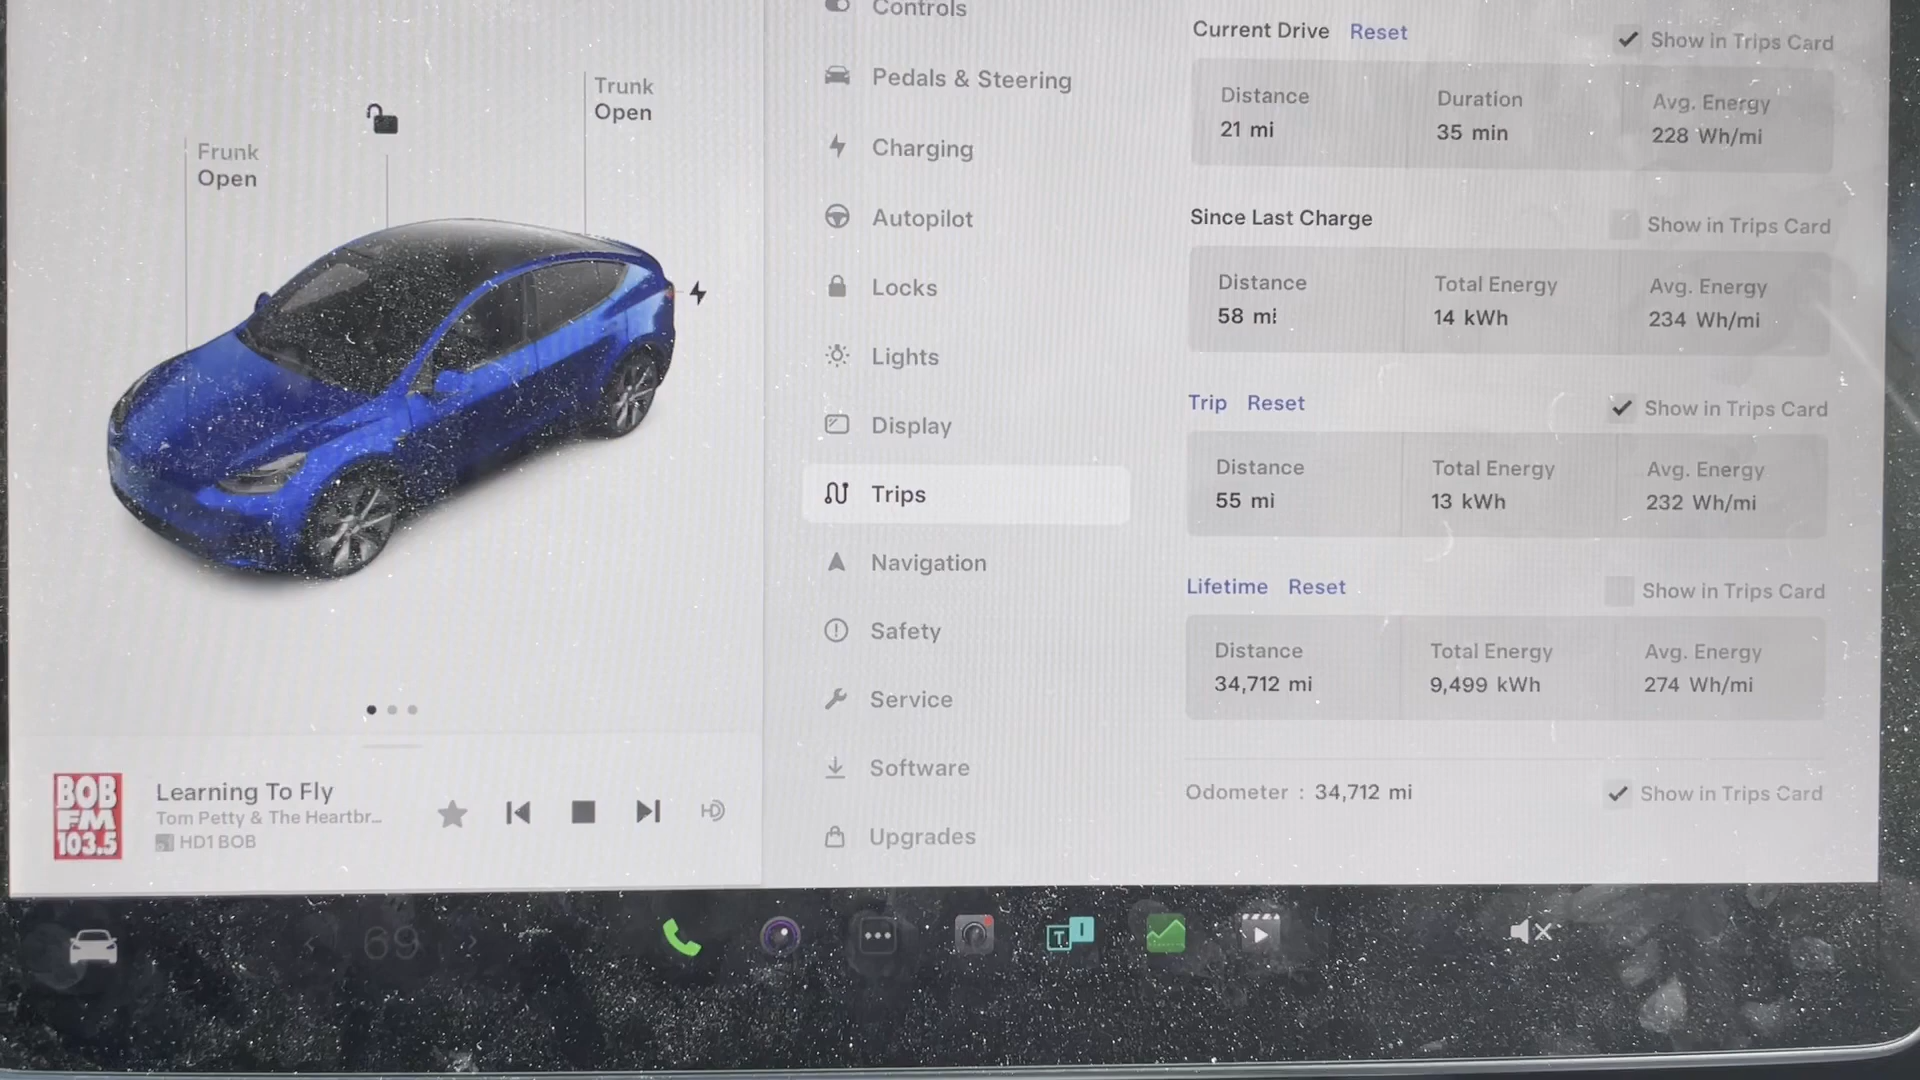 Trunk
Open
Frunk
Open
BOB
FM
103.5
Learning To Fly
Tom Petty & The Heartbr...
HD1 BOB
HD
69
Controls
Pedals & Steering
Charging
Autopilot
Locks
Lights
Display
Trips
Navigation
Safety
Service
Software
Upgrades
Current Drive Reset
Show in Trips Card
Distance Duration Avg. Energy
21 mi 35 min 228 Wh/mi
Since Last Charge
Show in Trips Card
Distance Total Energy Avg. Energy
58 mi 14 kWh 234 Wh/mi
Trip Reset
Show in Trips Card
Distance Total Energy Avg. Energy
55 mi 13 kWh 232 Wh/mi
Lifetime Reset
Show in Trips Card
Distance Total Energy Avg. Energy
34,712 mi 9,499 kWh 274 Wh/mi
Odometer : 34,712 mi
Show in Trips Card
T I